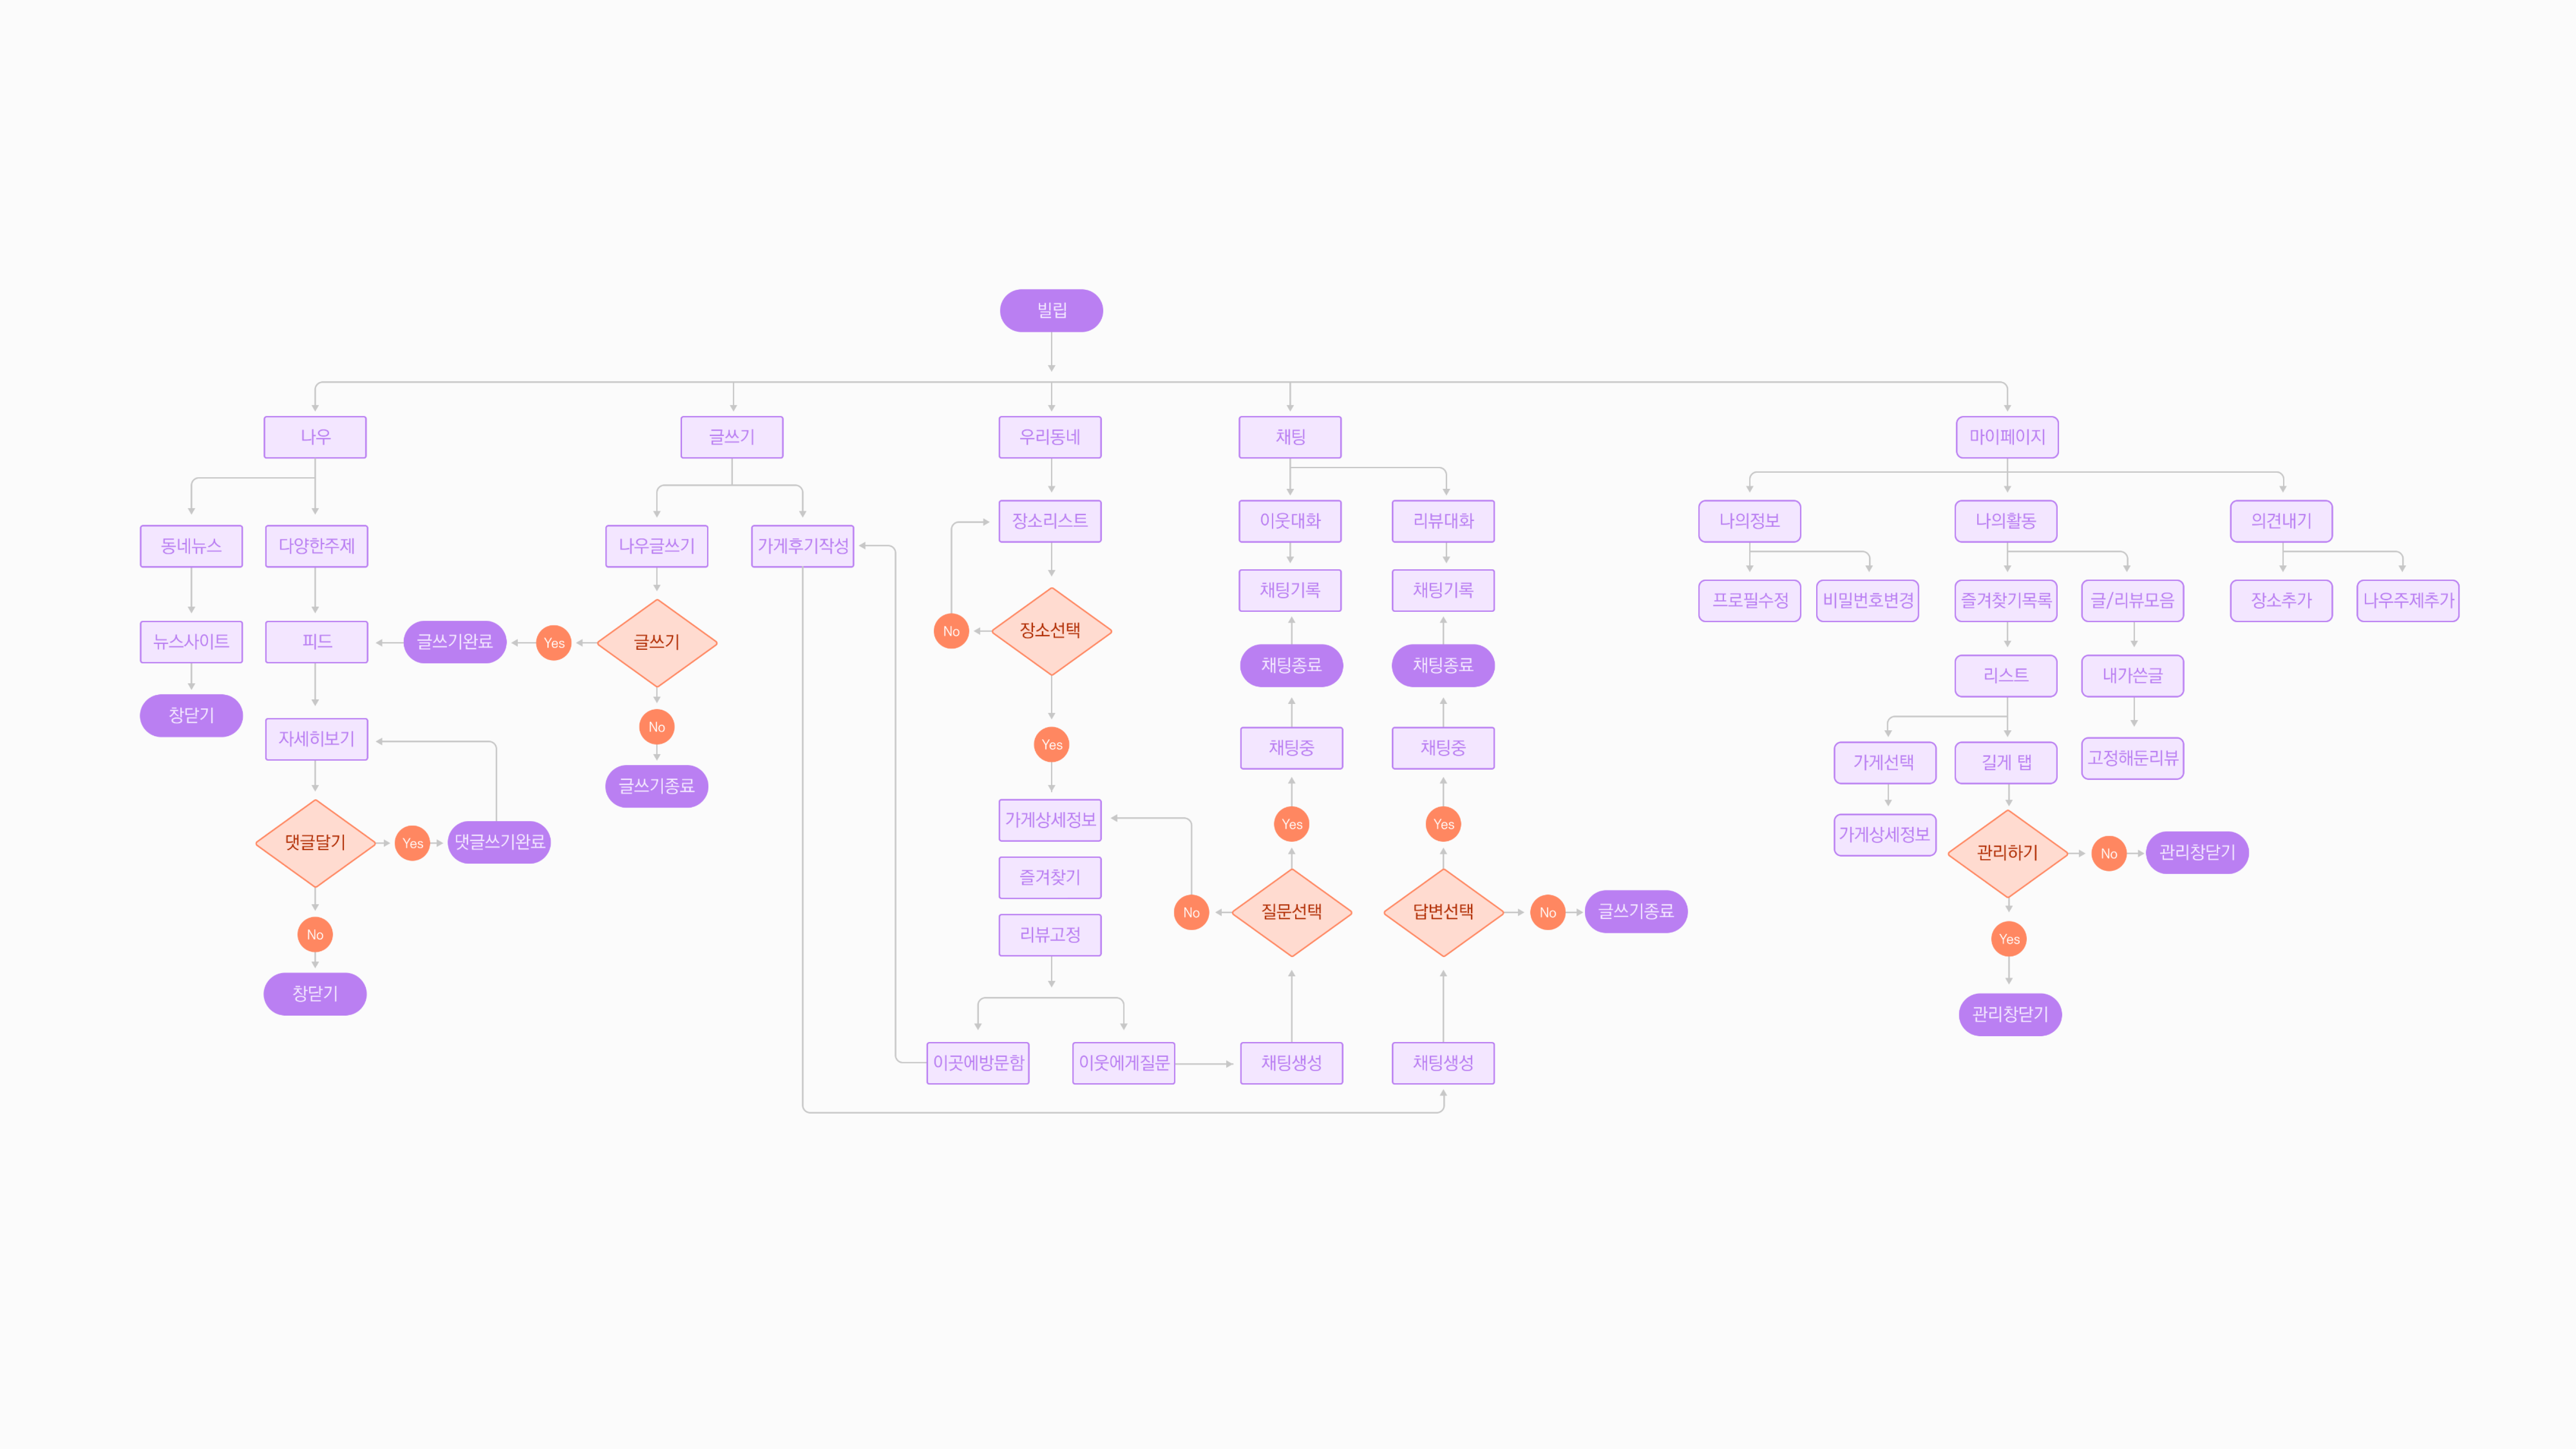 빌립
나우
글쓰기
우리동네
채팅
마이페이지
장소리스트
이웃대화
리뷰대화
나의정보
나의활동
의견내기
동네뉴스
다양한주제
나우글쓰기
가게후기작성
채팅기록
채팅기록
프로필수정
비밀번호변경
즐겨찾기목록
글/리뷰모음
장소추가
나우주제추가
뉴스사이트
피드
글쓰기완료
Yes
글쓰기
No
장소선택
채팅종료
채팅종료
리스트
내가쓴글
창닫기
No
자세히보기
Yes
채팅중
채팅중
가게선택
길게 탭
고정해둔리뷰
글쓰기종료
가게상세정보
Yes
Yes
가게상세정보
댓글달기
Yes
댓글쓰기완료
관리하기
No
관리창닫기
즐겨찾기
No
질문선택
답변선택
No
글쓰기종료
No
리뷰고정
Yes
창닫기
관리창닫기
이곳에방문함
이웃에게질문
채팅생성
채팅생성